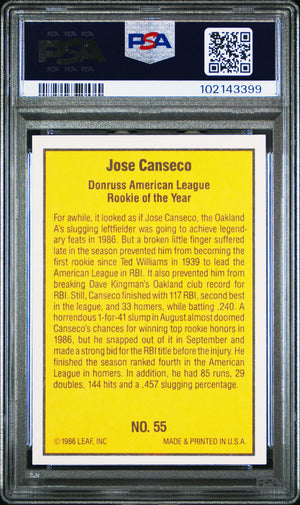 PSA
PSA
102143399
Jose Canseco
Donruss American League
Rookie of the Year
For awhile, it looked as if Jose Canseco, the Oakland
A's slugging leftfielder was going to achieve legend-
ary feats in 1986. But a broken little finger suffered
late in the season prevented him from becoming the
first rookie since Ted Williams in 1939 to lead the
American League in RBI. It also prevented him from
breaking Dave Kingman's Oakland club record for
RBI. Still, Canseco finished with 117 RBI, second best
in the league, and 33 homers, while batting .240. A
horrendous 1-for-41 slump in August almost doomed
Canseco's chances for winning top rookie honors in
1986, but he snapped out of it in September and
made a strong bid for the RBI title before the injury. He
finished the season ranked fourth in the American
League in homers. In addition, he had 85 runs, 29
doubles, 144 hits and a .457 slugging percentage.
NO. 55
© 1986 LEAF, INC MADE & PRINTED IN U.S.A.